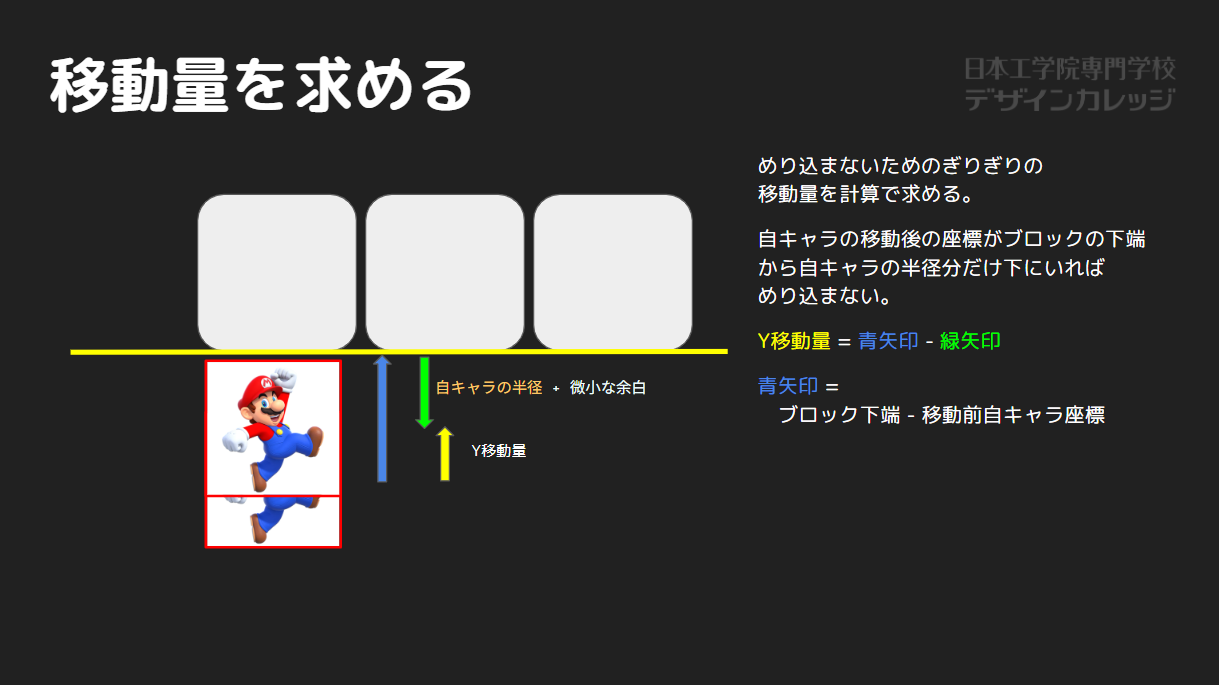 移動量を求める
日本工学院専門学校
デザインカレッジ
めり込まないためのぎりぎりの
移動量を計算で求める。
自キャラの移動後の座標がブロックの下端
から自キャラの半径分だけ下にいれば
めり込まない。
Y移動量 = 青矢印 - 緑矢印
青矢印 =
ブロック下端 - 移動前自キャラ座標
自キャラの半径 + 微小な余白
Y移動量
M